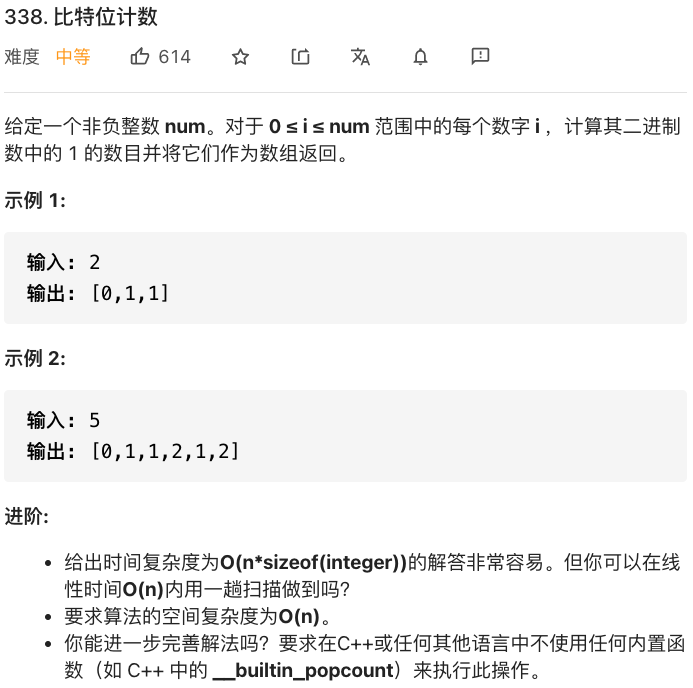 338. 比特位计数
难度 中等 614
给定一个非负整数 num。对于 0 ≤ i ≤ num 范围中的每个数字 i ，计算其二进制
数中的 1 的数目并将它们作为数组返回。
示例 1:
输入: 2
输出: [0,1,1]
示例 2:
输入: 5
输出: [0,1,1,2,1,2]
进阶:
• 给出时间复杂度为O(n*sizeof(integer))的解答非常容易。但你可以在线
性时间O(n)内用一趟扫描做到吗?
• 要求算法的空间复杂度为O(n)。
• 你能进一步完善解法吗? 要求在C++或任何其他语言中不使用任何内置函
数（如 C++ 中的 __builtin_popcount）来执行此操作。